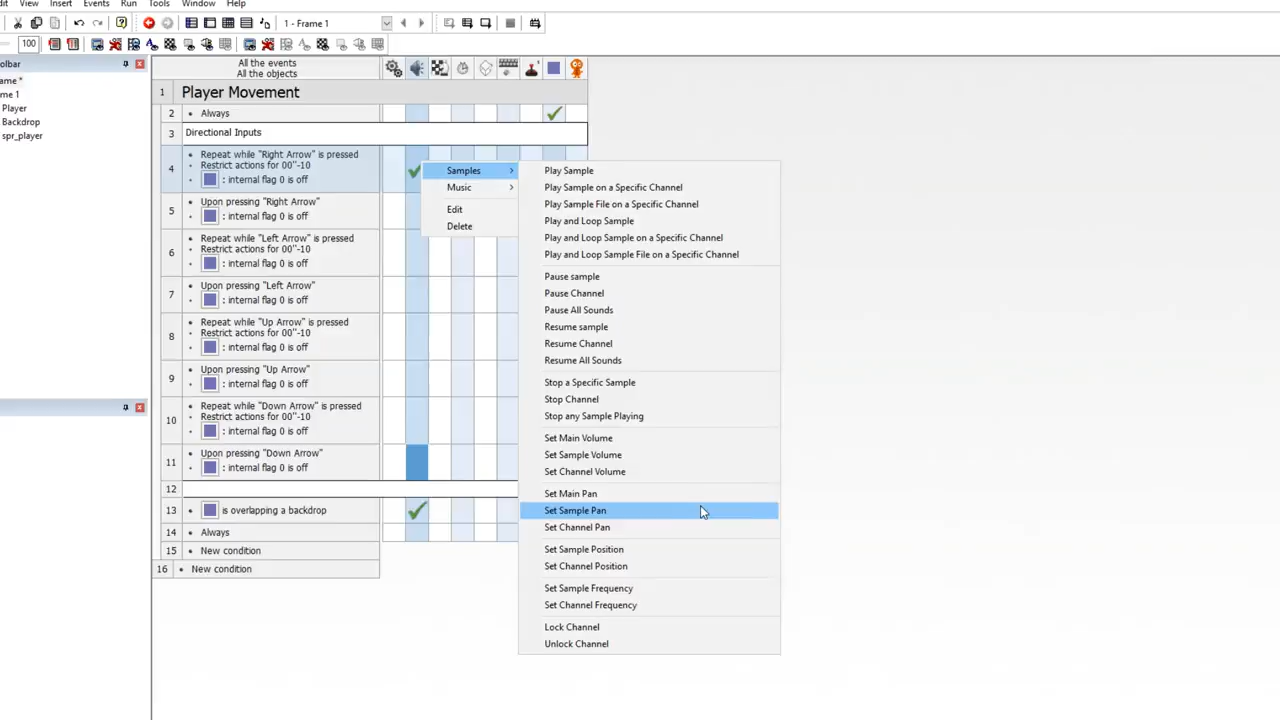 dit View Insert Events Run Tools Window Help
100
1 - Frame 1
olbar
ame *
me 1
Player
Backdrop
spr_player
All the events
All the objects
1 Player Movement
2 Always
3 Directional Inputs
4 Repeat while "Right Arrow" is pressed
Restrict actions for 00"-10
: internal flag 0 is off
5 Upon pressing "Right Arrow"
: internal flag 0 is off
6 Repeat while "Left Arrow" is pressed
Restrict actions for 00"-10
: internal flag 0 is off
7 Upon pressing "Left Arrow"
: internal flag 0 is off
8 Repeat while "Up Arrow" is pressed
Restrict actions for 00"-10
: internal flag 0 is off
9 Upon pressing "Up Arrow"
: internal flag 0 is off
10 Repeat while "Down Arrow" is pressed
Restrict actions for 00"-10
: internal flag 0 is off
11 Upon pressing "Down Arrow"
: internal flag 0 is off
12
13 is overlapping a backdrop
14 Always
15 New condition
16 New condition
Samples
Music
Edit
Delete
Play Sample
Play Sample on a Specific Channel
Play Sample File on a Specific Channel
Play and Loop Sample
Play and Loop Sample on a Specific Channel
Play and Loop Sample File on a Specific Channel
Pause sample
Pause Channel
Pause All Sounds
Resume sample
Resume Channel
Resume All Sounds
Stop a Specific Sample
Stop Channel
Stop any Sample Playing
Set Main Volume
Set Sample Volume
Set Channel Volume
Set Main Pan
Set Sample Pan
Set Channel Pan
Set Sample Position
Set Channel Position
Set Sample Frequency
Set Channel Frequency
Lock Channel
Unlock Channel